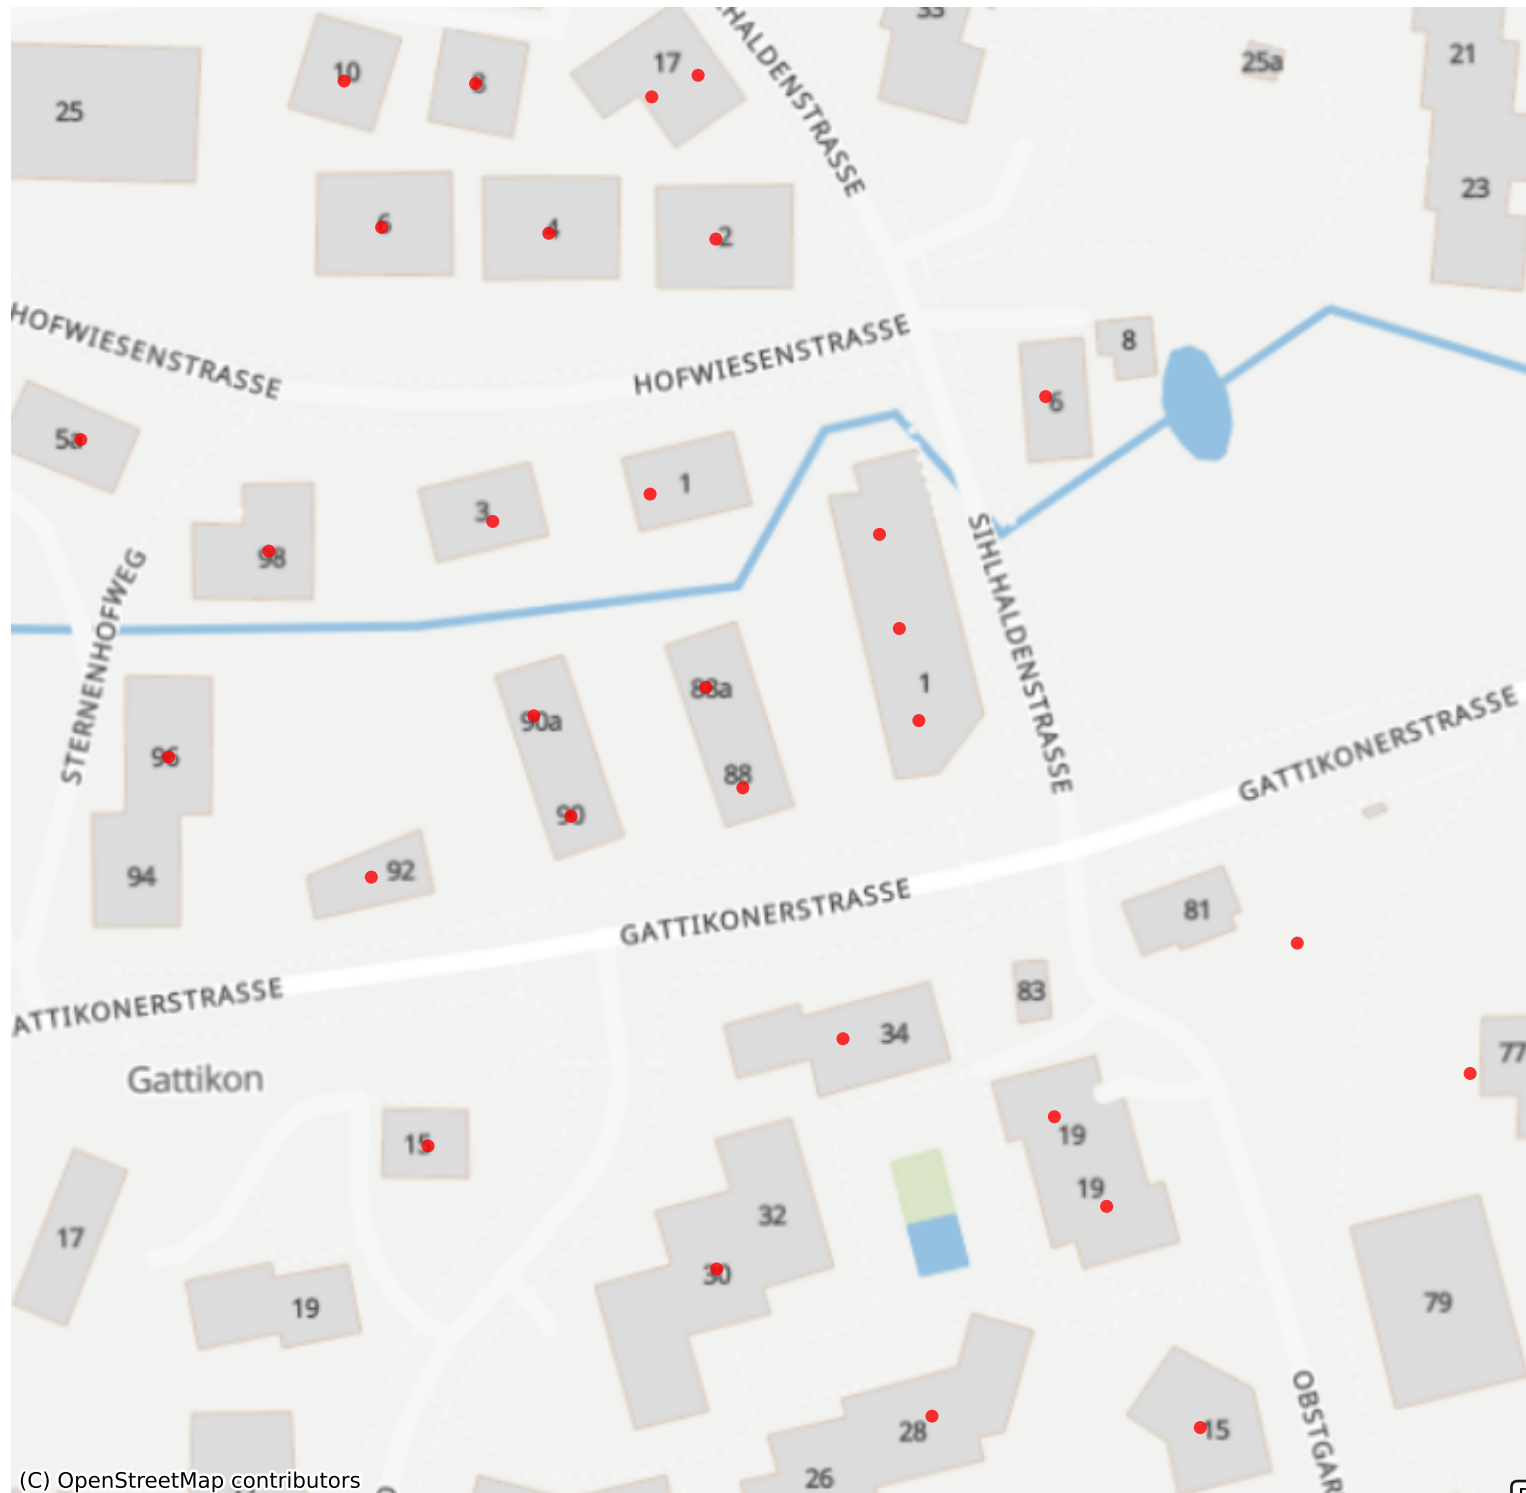 33
21
17
25a
10
8
25
IHALDENSTRASSE
23
6
4
2
HOFWIESENSTRASSE
HOFWIESENSTRASSE
8
6
5a
1
3
98
SIHLHALDENSTRASSE
STERNENHOFWEG
1
88a
90a
96
88
GATTIKONERSTRASSE
90
92
94
GATTIKONERSTRASSE
81
83
ATTIKONERSTRASSE
34
77
Gattikon
19
15
19
32
17
30
79
19
28
15
OBSTGAR
26
(C) OpenStreetMap contributors